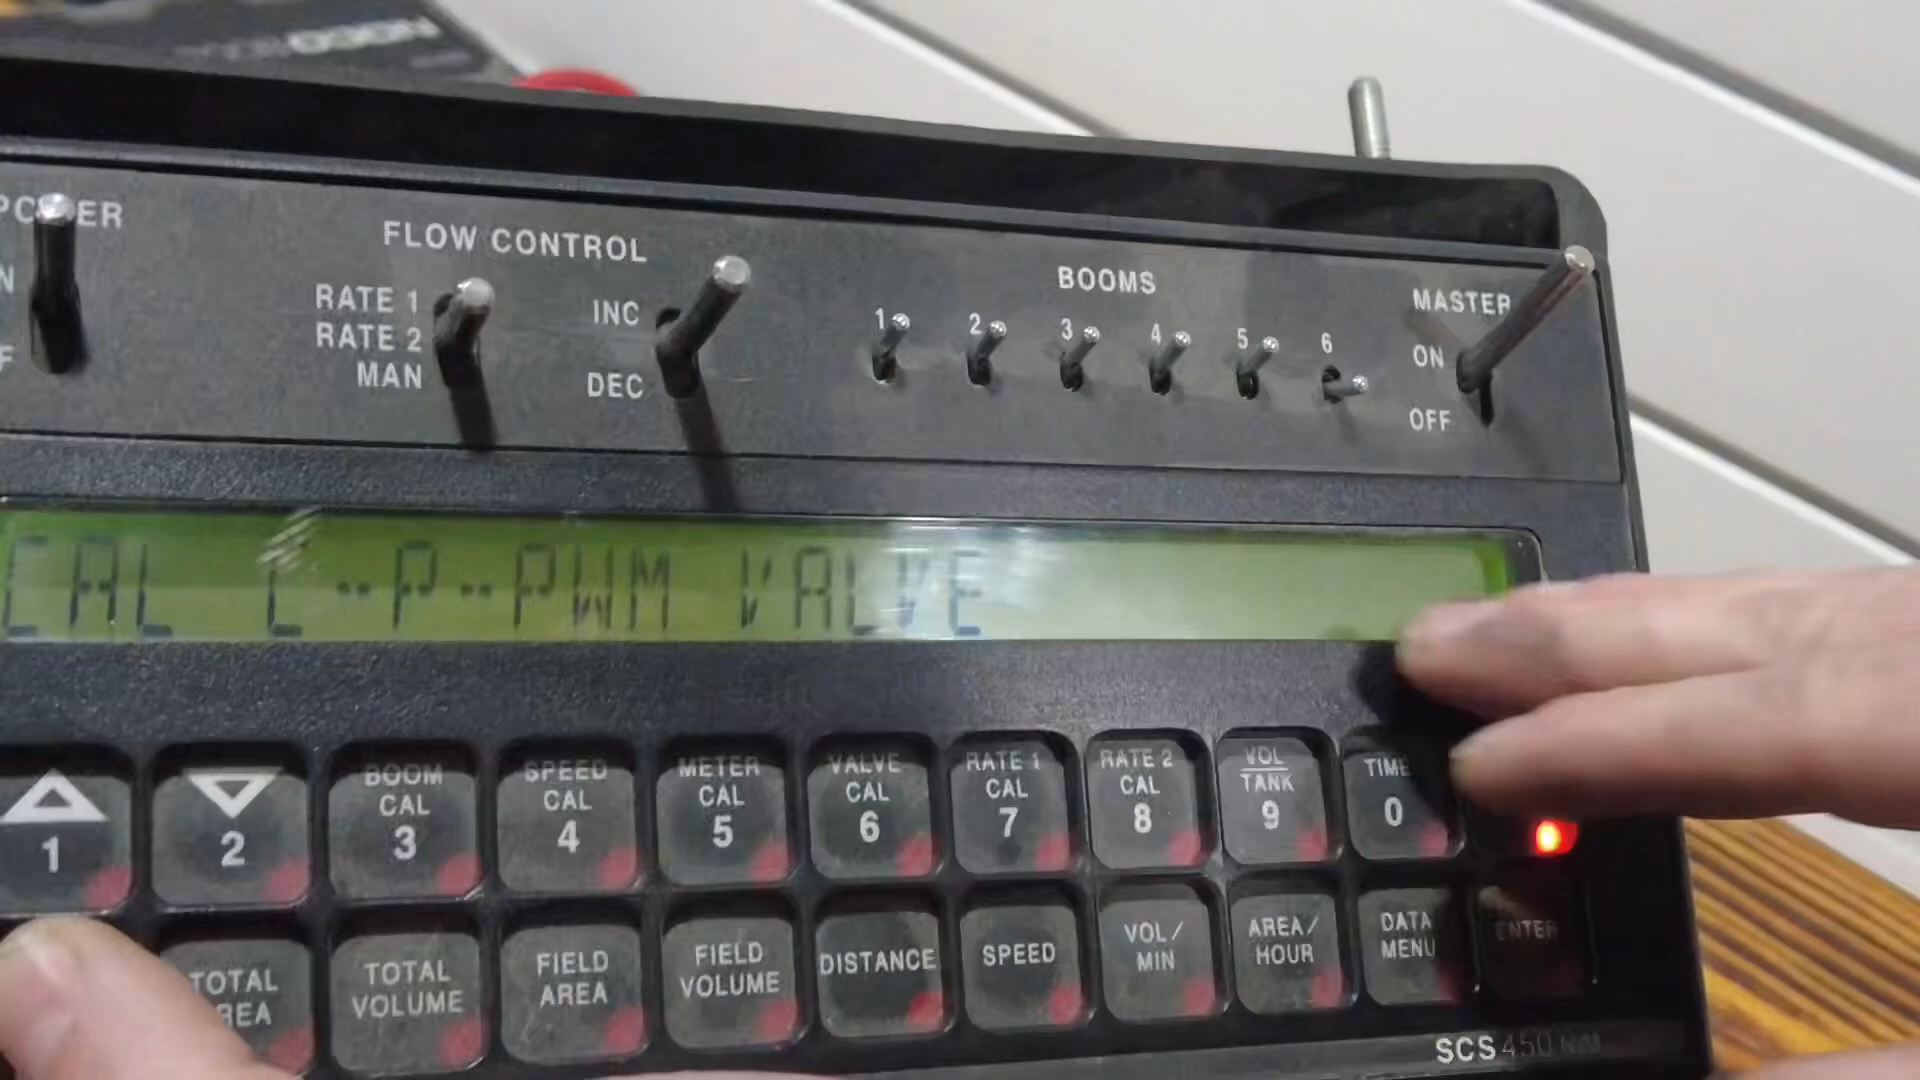 POWER
FLOW CONTROL
RATE 1
RATE 2
MAN
INC
DEC
BOOMS
1 2 3 4 5 6
MASTER
ON
OFF
CAL C--P--PWM VALVE
1
2
BOOM
CAL
3
SPEED
CAL
4
METER
CAL
5
VALVE
CAL
6
RATE 1
CAL
7
RATE 2
CAL
8
VOL
TANK
9
TIME
0
TOTAL
AREA
TOTAL
VOLUME
FIELD
AREA
FIELD
VOLUME
DISTANCE
SPEED
VOL/
MIN
AREA/
HOUR
DATA
MENU
ENTER
SCS 450